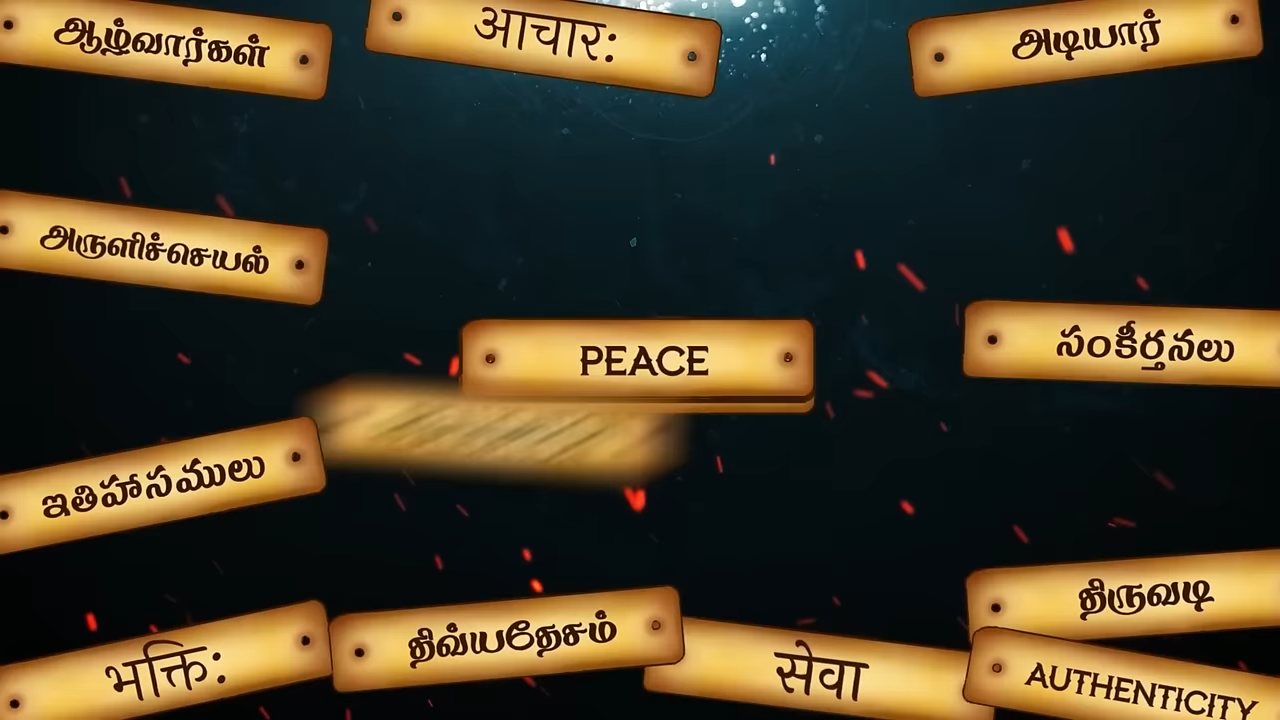 ஆழ்வார்கள்
आचार:
அடியார்
அருளிச்செயல்
PEACE
సంకీర్తనలు
ఇతిహాసములు
திருவடி
திவ்யதேசம்
भक्ति:
सेवा
AUTHENTICITY